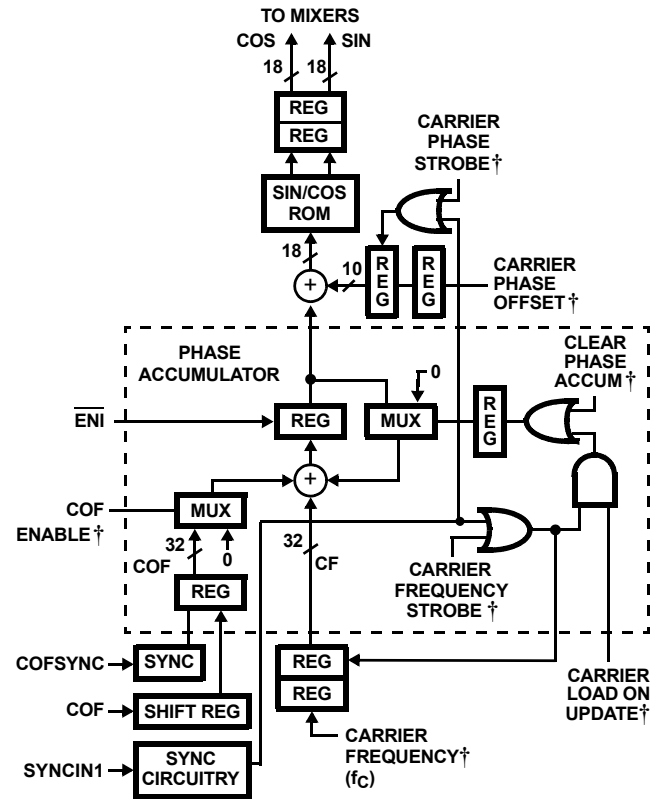 TO MIXERS
COS SIN
18 18
REG
REG
CARRIER
PHASE
STROBE†
SIN/COS
ROM
18
10
REG
REG
+
CARRIER
PHASE
OFFSET†
PHASE
ACCUMULATOR
0
CLEAR
PHASE
ACCUM†
ENI
REG
MUX
REG
+
COF
ENABLE†
MUX
32
0
COF
32
CF
CARRIER
FREQUENCY
STROBE†
REG
COFSYNC
SYNC
REG
REG
CARRIER
LOAD ON
UPDATE†
COF
SHIFT REG
CARRIER
FREQUENCY†
(fC)
SYNCIN1
SYNC
CIRCUITRY